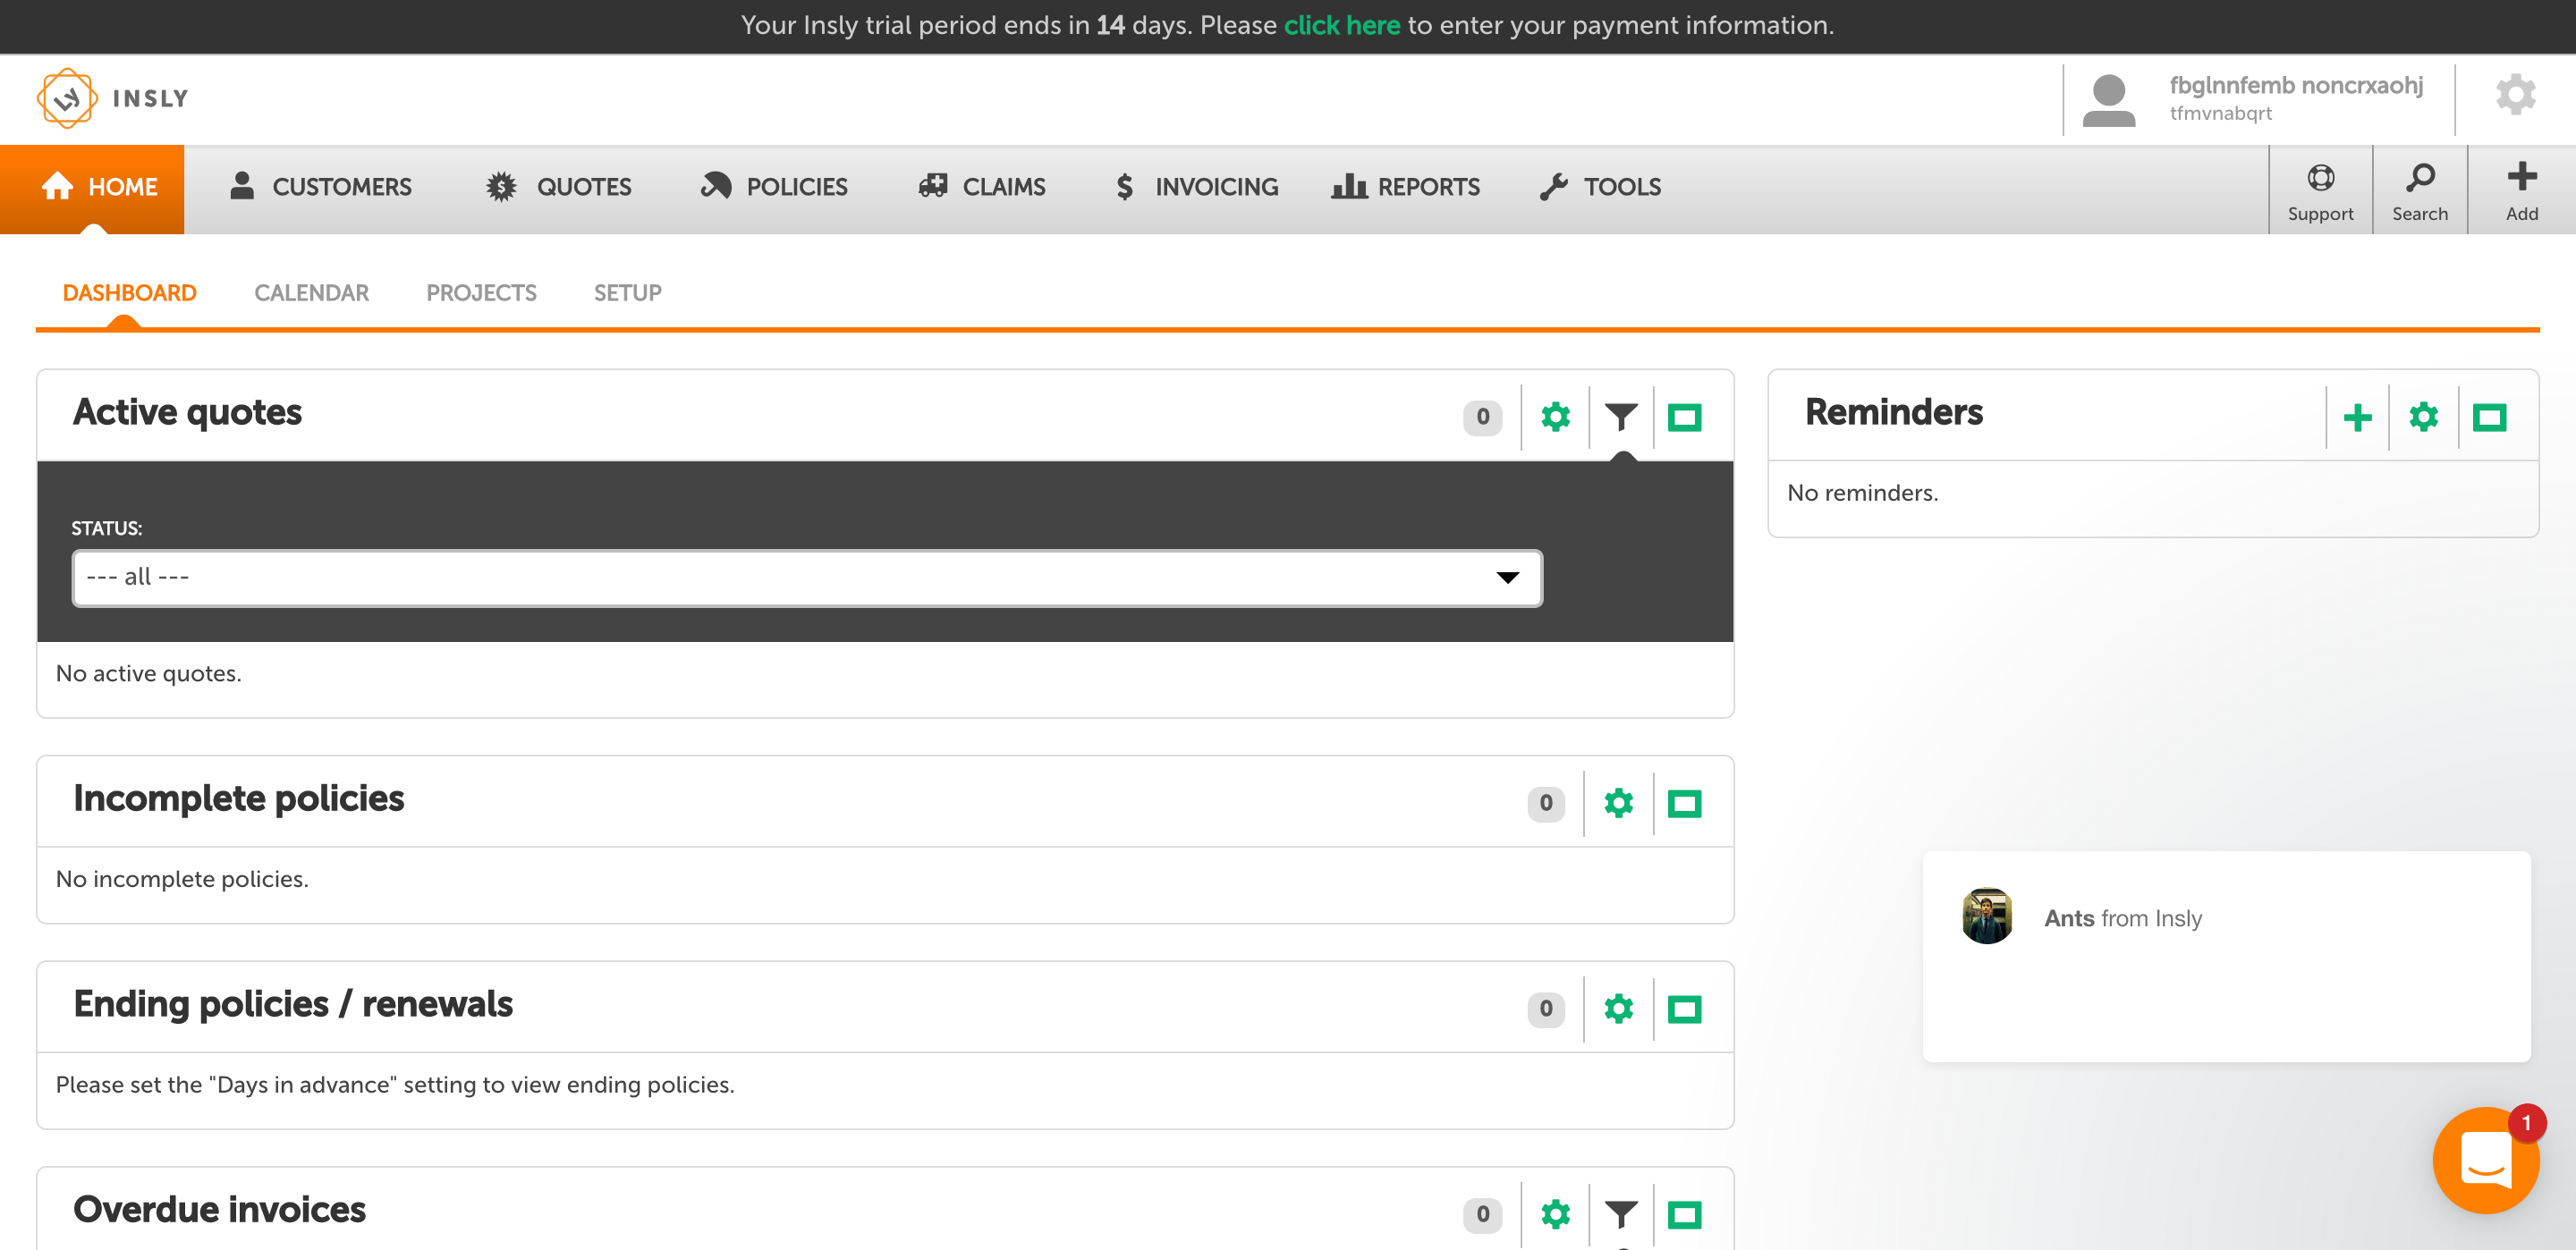 Your Insly trial period ends in 14 days. Please click here to enter your payment information.
INSLY
fbglnnfemb noncrxaohj
tfmvnabqrt
HOME
CUSTOMERS
QUOTES
POLICIES
CLAIMS
INVOICING
REPORTS
TOOLS
Support
Search
Add
DASHBOARD
CALENDAR
PROJECTS
SETUP
Active quotes
0
STATUS:
--- all ---
No active quotes.
Reminders
No reminders.
Incomplete policies
0
No incomplete policies.
Ending policies / renewals
0
Please set the "Days in advance" setting to view ending policies.
Overdue invoices
0
Ants from Insly
1